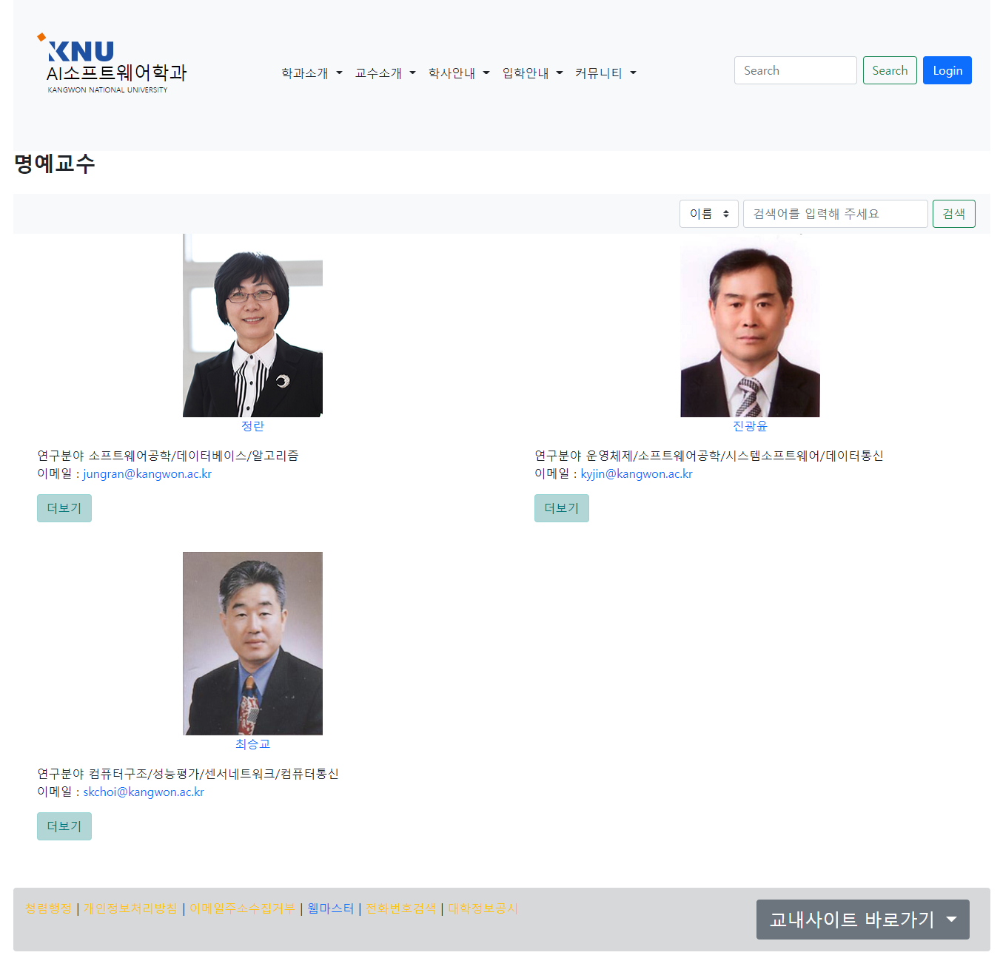 KNU
AI소프트웨어학과
KANGWON NATIONAL UNIVERSITY
학과소개 교수소개 학사안내 입학안내 커뮤니티
Search Search Login
명예교수
이름 검색어를 입력해 주세요 검색
정란
연구분야 소프트웨어공학/데이터베이스/알고리즘
이메일 : jungran@kangwon.ac.kr
더보기
진광윤
연구분야 운영체제/소프트웨어공학/시스템소프트웨어/데이터통신
이메일 : kyjin@kangwon.ac.kr
더보기
최승교
연구분야 컴퓨터구조/성능평가/센서네트워크/컴퓨터통신
이메일 : skchoi@kangwon.ac.kr
더보기
청렴행정 | 개인정보처리방침 | 이메일주소수집거부 | 웹마스터 | 전화번호검색 | 대학정보공시
교내사이트 바로가기